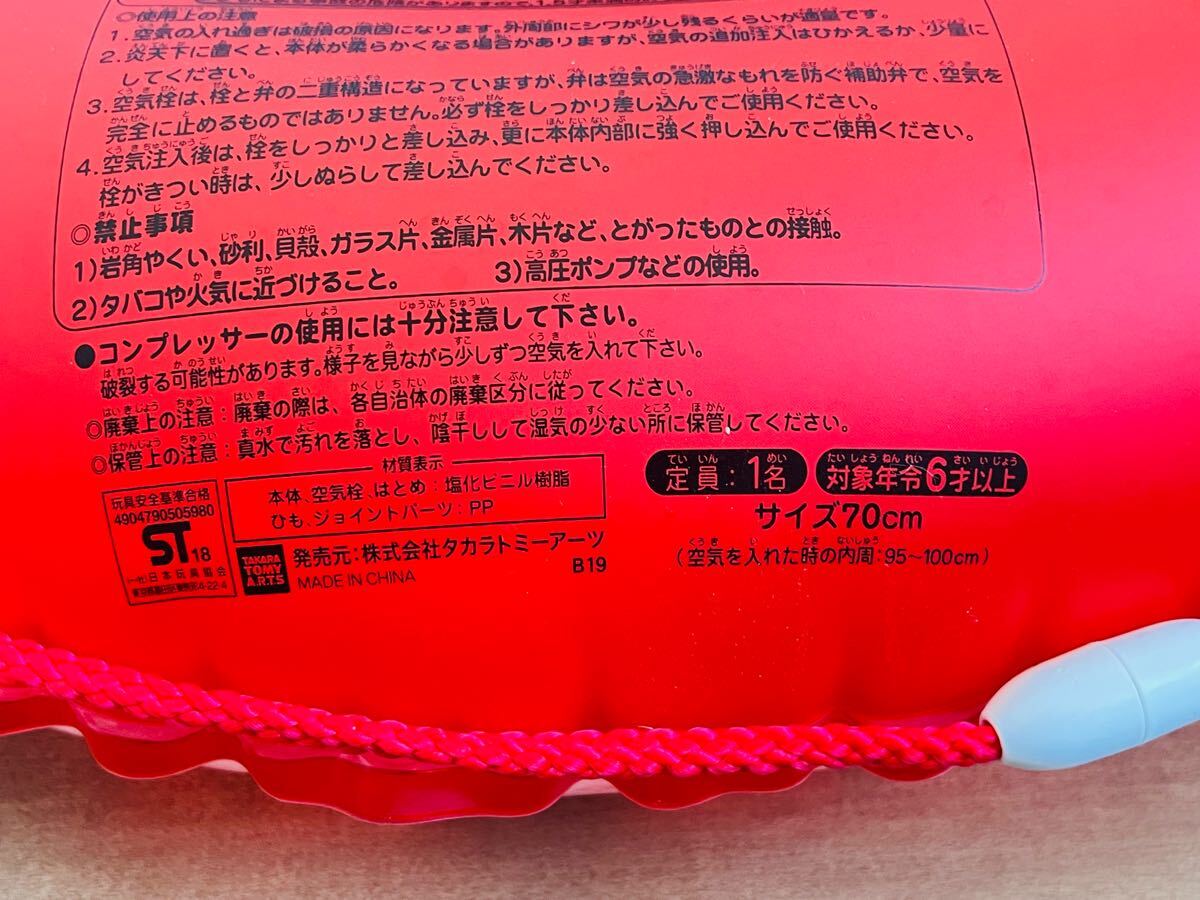 ◎使用上の注意
1. 空気の入れ過ぎは破損の原因になります。外周部にシワが少し残るくらいが適量です。
2. 炎天下に置くと、本体が柔らかくなる場合がありますが、空気の追加注入はひかえるか、少量に
してください。
3. 空気栓は、栓と弁の二重構造になっていますが、弁は空気の急激なもれを防ぐ補助弁で、空気を
完全に止めるものではありません。必ず栓をしっかり差し込んでご使用ください。
4. 空気注入後は、栓をしっかりと差し込み、更に本体内部に強く押し込んでご使用ください。
栓がきつい時は、少しぬらして差し込んでください。
◎禁止事項
1)岩角やくい、砂利、貝殻、ガラス片、金属片、木片など、とがったものとの接触。
2)タバコや火気に近づけること。 3)高圧ポンプなどの使用。
●コンプレッサーの使用には十分注意して下さい。
破裂する可能性があります。様子を見ながら少しずつ空気を入れて下さい。
◎廃棄上の注意:廃棄の際は、各自治体の廃棄区分に従ってください。
◎保管上の注意:真水で汚れを落とし、陰干しして湿気の少ない所に保管してください。
材質表示
本体、空気栓、はとめ:塩化ビニル樹脂
ひも、ジョイントパーツ:PP
定員:1名 対象年令6才以上
サイズ70cm
(空気を入れた時の内周:95〜100cm)
玩具安全基準合格
4904790505980
ST 18
(一社)日本玩具協会
TAKARA TOMY A.R.T.S
発売元:株式会社タカラトミーアーツ
MADE IN CHINA B19